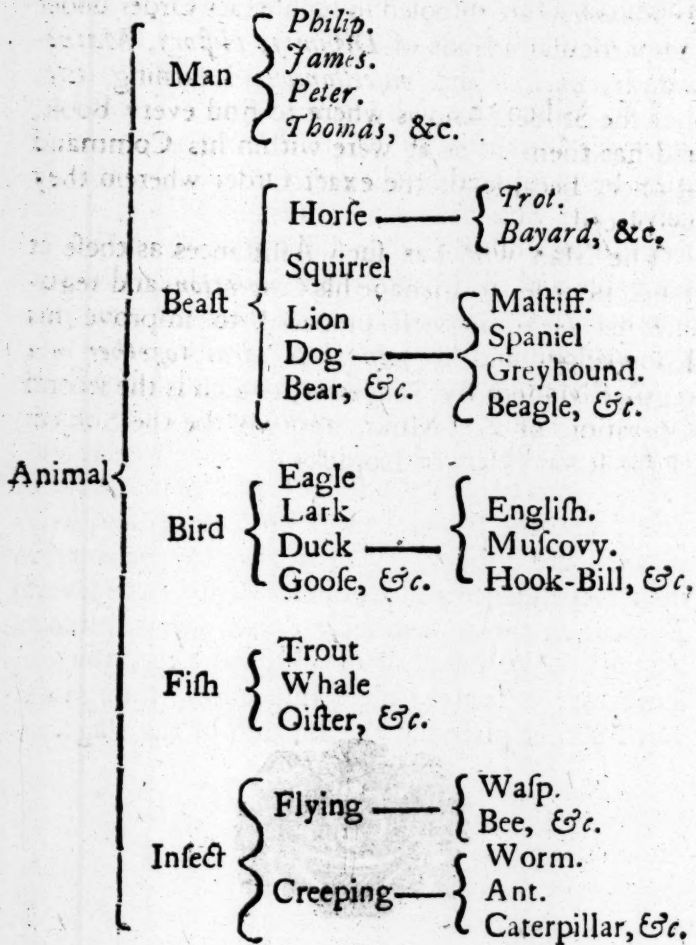 Philip.
James.
Man
Peter
Thomas, &c.
Horſe
Trot.
Bayard, &c.
Squirrel
Beaſt
Lion
Maſtiff.
Spaniel
Dog
Greyhound.
Bear, &c.
Beagle, &c.
Animal
Eagle
Lark
Engliſh.
Bird
Duck
Muſcovy.
Gooſe, &c.
Hook-Bill, &c.
Trout
Fiſh
Whale
Oiſter, &c.
Flying
Waſp.
Bee, &c.
Inſect
Worm.
Creeping
Ant.
Caterpillar, &c.